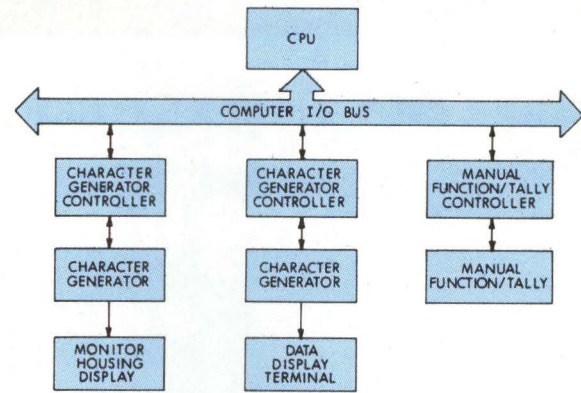 CPU
COMPUTER I/O BUS
CHARACTER
GENERATOR
CONTROLLER
CHARACTER
GENERATOR
CONTROLLER
MANUAL
FUNCTION/TALLY
CONTROLLER
CHARACTER
GENERATOR
CHARACTER
GENERATOR
MANUAL
FUNCTION/TALLY
MONITOR
HOUSING
DISPLAY
DATA
DISPLAY
TERMINAL